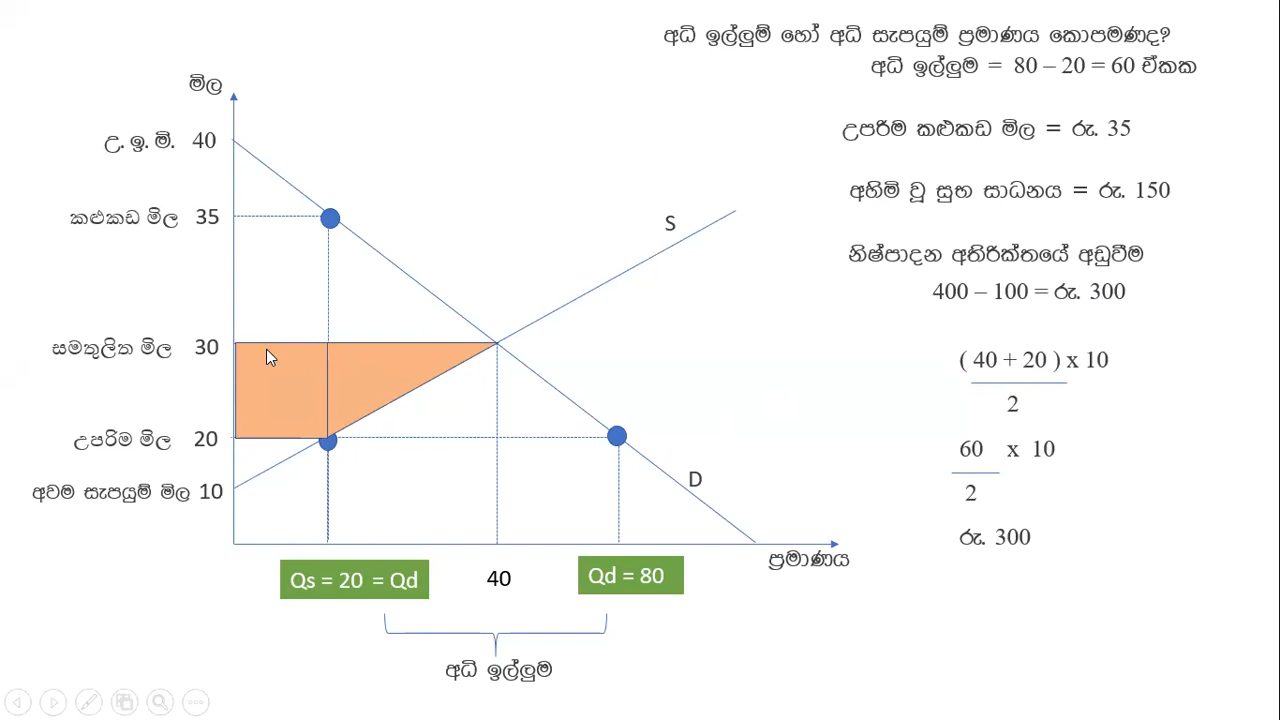 අධි ඉල්ලුම් හෝ අධි සැපයුම් ප්‍රමාණය කොපමණද?
අධි ඉල්ලුම = 80 – 20 = 60 ඒකක
මිල
උ. ඉ. මි. 40
උපරිම කළුකඩ මිල = රු. 35
අහිමි වූ සුභ සාධනය = රු. 150
කළුකඩ මිල 35
S
නිෂ්පාදන අතිරික්තයේ අඩුවීම
400 – 100 = රු. 300
සමතුලිත මිල 30
( 40 + 20 ) x 10
2
උපරිම මිල 20
60 x 10
2
D
අවම සැපයුම් මිල 10
රු. 300
ප්‍රමාණය
Qs = 20 = Qd
40
Qd = 80
අධි ඉල්ලුම